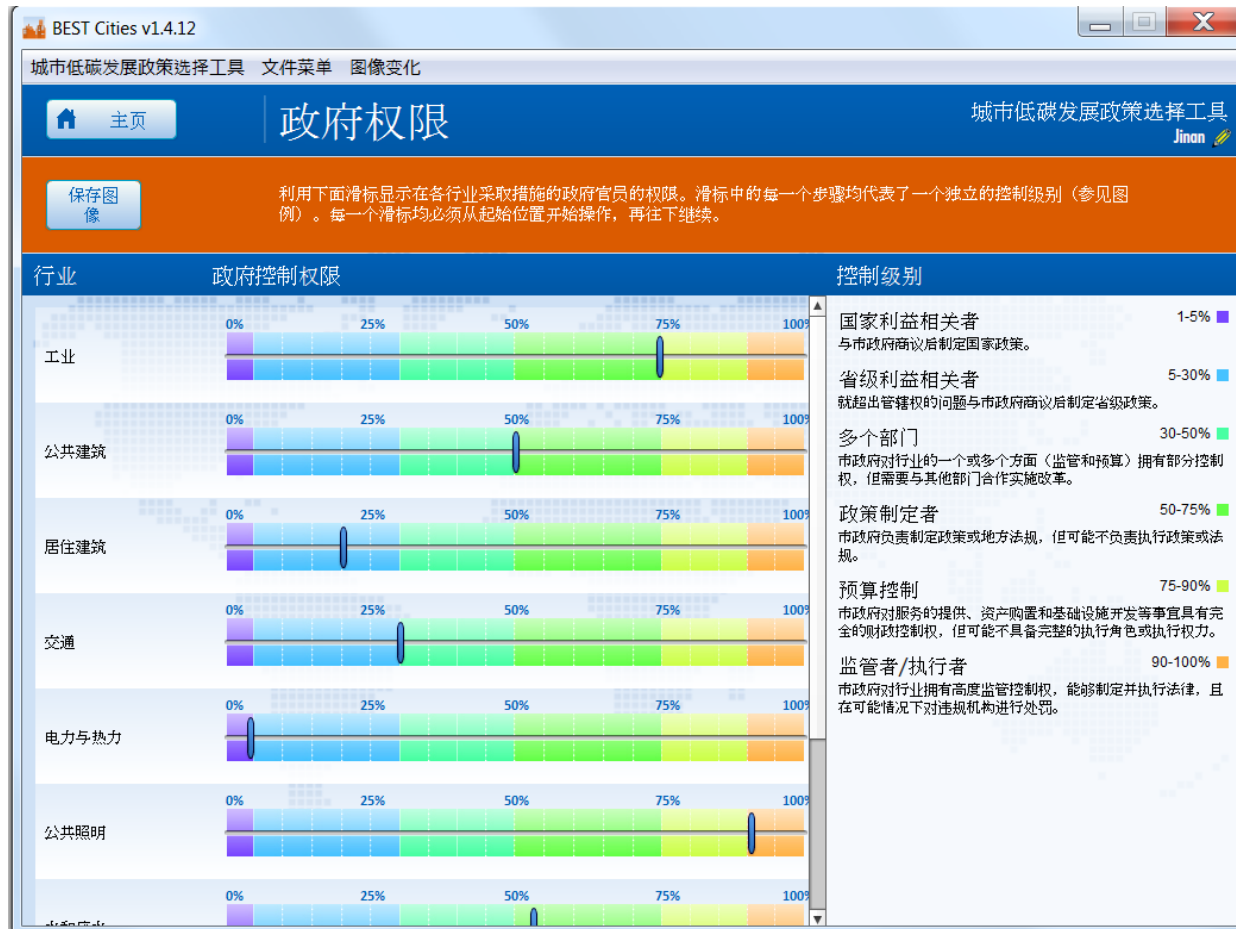 BEST Cities v1.4.12
城市低碳发展政策选择工具 文件菜单 图像变化
主页
政府权限
城市低碳发展政策选择工具
Jinan
保存图
像
利用下面滑标显示在各行业采取措施的政府官员的权限。滑标中的每一个步骤均代表了一个独立的控制级别（参见图
例）。每一个滑标均必须从起始位置开始操作，再往下继续。
行业 政府控制权限 控制级别
0% 25% 50% 75% 100%
工业
0% 25% 50% 75% 100%
公共建筑
0% 25% 50% 75% 100%
居住建筑
0% 25% 50% 75% 100%
交通
0% 25% 50% 75% 100%
电力与热力
0% 25% 50% 75% 100%
公共照明
0% 25% 50% 75% 100%
国家利益相关者 1-5%
与市政府商议后制定国家政策。
省级利益相关者 5-30%
就超出管辖权的问题与市政府商议后制定省级政策。
多个部门 30-50%
市政府对行业的一个或多个方面（监管和预算）拥有部分控制
权，但需要与其他部门合作实施改革。
政策制定者 50-75%
市政府负责制定政策或地方法规，但可能不负责执行政策或法
规。
预算控制 75-90%
市政府对服务的提供、资产购置和基础设施开发等事宜具有完
全的财政控制权，但可能不具备完整的执行角色或执行权力。
监管者/执行者 90-100%
市政府对行业拥有高度监管控制权，能够制定并执行法律，且
在可能情况下对违规机构进行处罚。